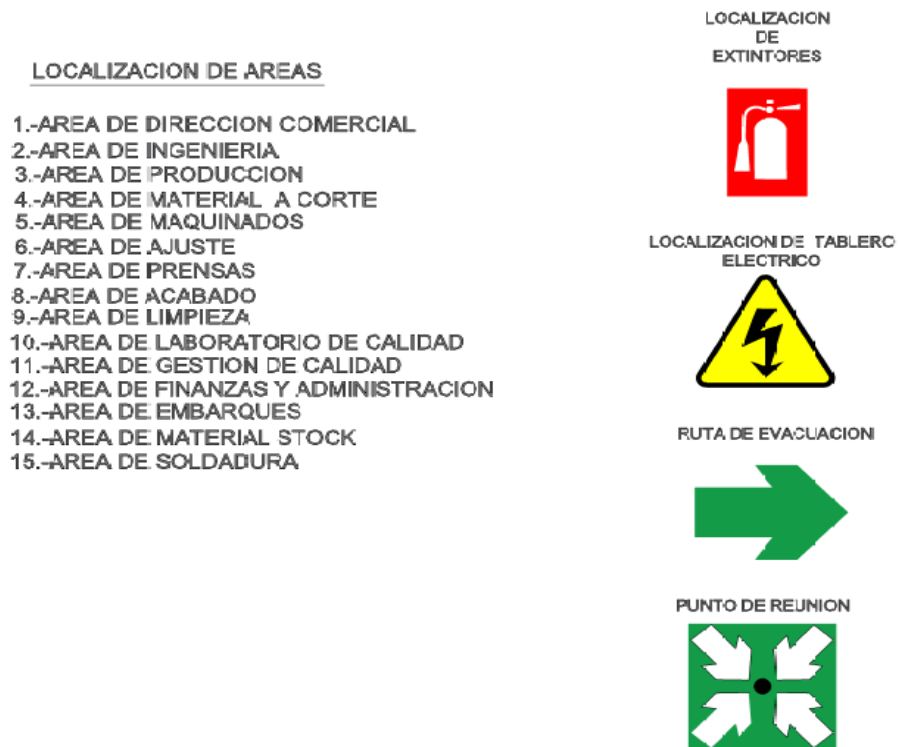 LOCALIZACION DE AREAS
1.-AREA DE DIRECCION COMERCIAL
2.-AREA DE INGENIERIA
3.-AREA DE PRODUCCION
4.-AREA DE MATERIAL A CORTE
5.-AREA DE MAQUINADOS
6.-AREA DE AJUSTE
7.-AREA DE PRENSAS
8.-AREA DE ACABADO
9.-AREA DE LIMPIEZA
10.-AREA DE LABORATORIO DE CALIDAD
11.-AREA DE GESTION DE CALIDAD
12.-AREA DE FINANZAS Y ADMINISTRACION
13.-AREA DE EMBARQUES
14.-AREA DE MATERIAL STOCK
15.-AREA DE SOLDADURA
LOCALIZACION
DE
EXTINTORES
LOCALIZACION DE TABLERO
ELECTRICO
RUTA DE EVACUACION
PUNTO DE REUNION